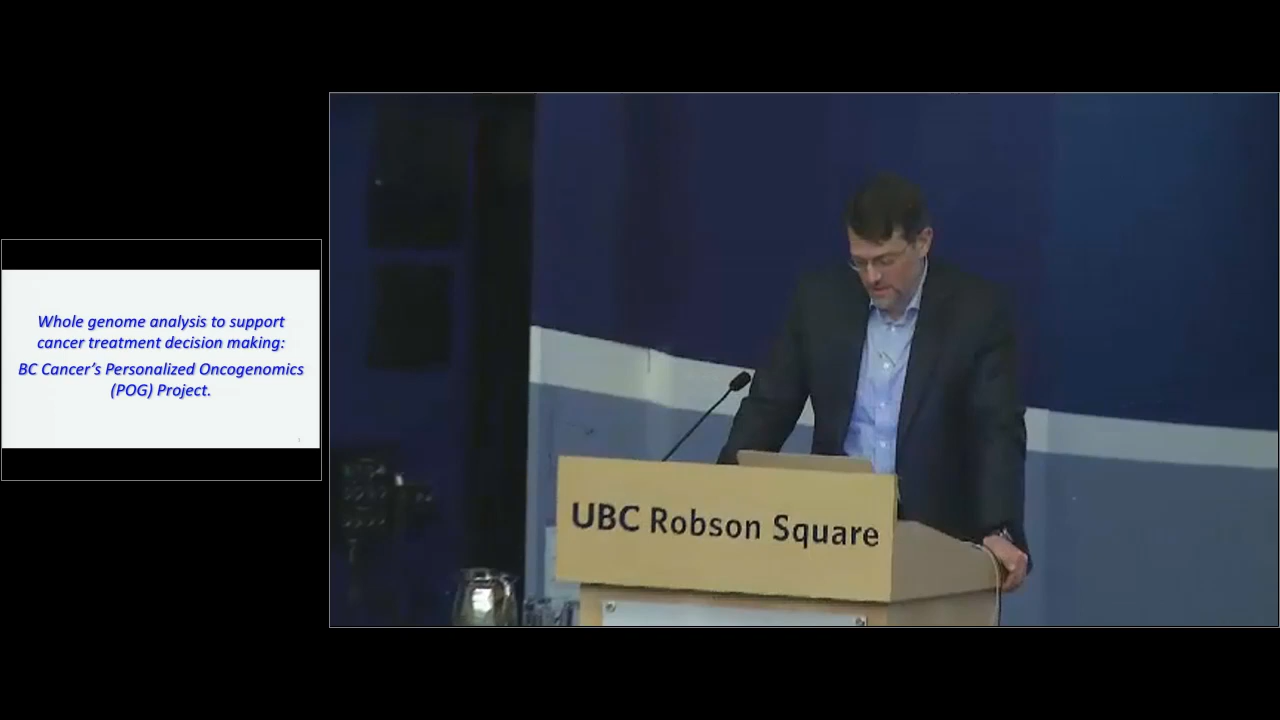 Whole genome analysis to support
cancer treatment decision making:
BC Cancer's Personalized Oncogenomics
(POG) Project.
UBC Robson Square